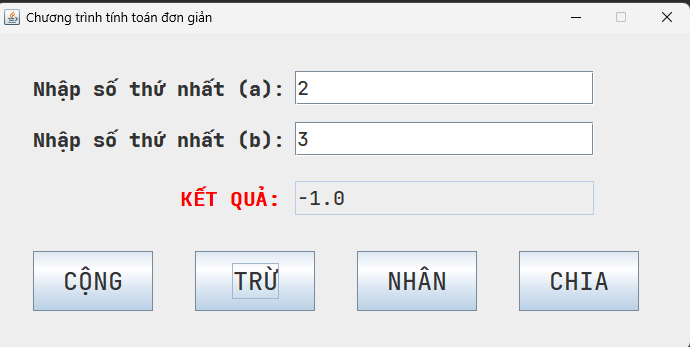 Chương trình tính toán đơn giản
Nhập số thứ nhất (a): 2
Nhập số thứ nhất (b): 3
KẾT QUẢ: -1.0
CỘNG TRỪ NHÂN CHIA